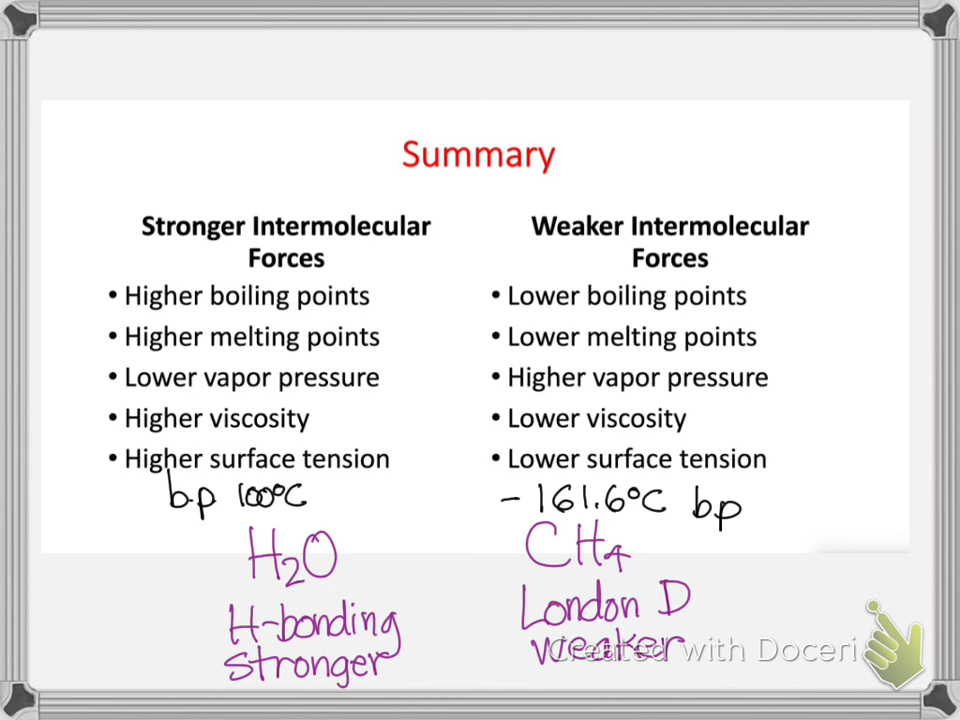 Summary
Stronger Intermolecular
Forces
• Higher boiling points
• Higher melting points
• Lower vapor pressure
• Higher viscosity
• Higher surface tension
b.p 100°C
H2O
H-bonding
stronger
Weaker Intermolecular
Forces
• Lower boiling points
• Lower melting points
• Higher vapor pressure
• Lower viscosity
• Lower surface tension
-161.6°C bp
CH4
London D
weaker
Created with Doceri